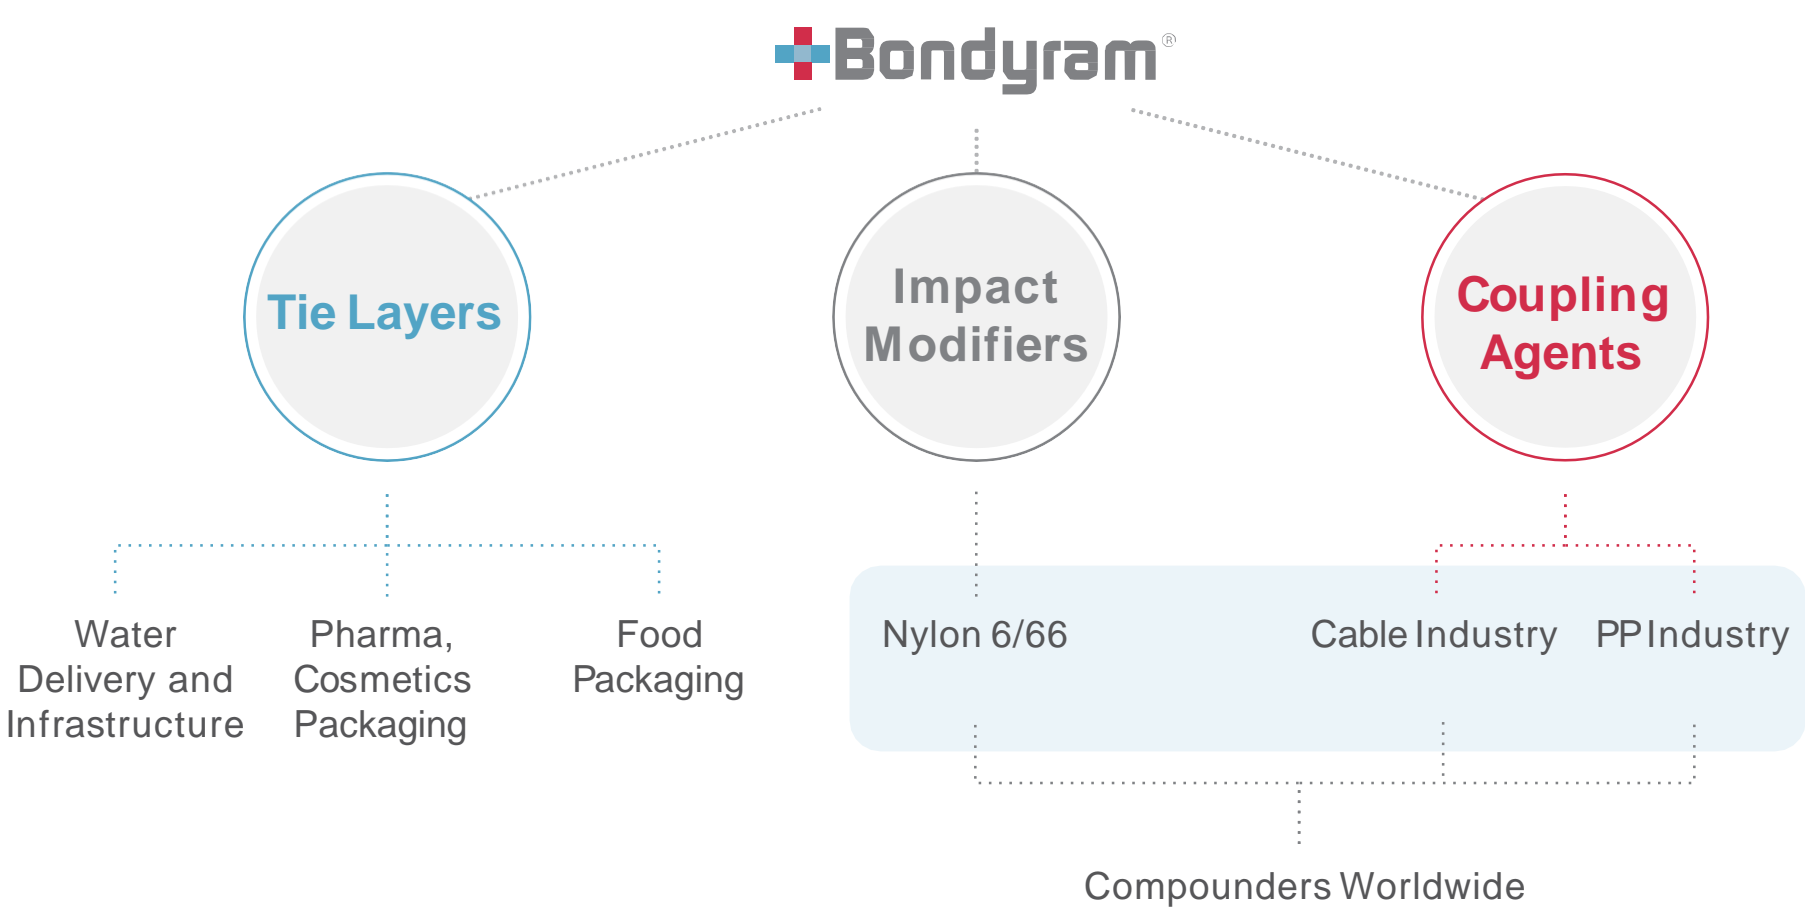 Bondyram®
Tie Layers
Impact
Modifiers
Coupling
Agents
Water
Delivery and
Infrastructure
Pharma,
Cosmetics
Packaging
Food
Packaging
Nylon 6/66
Cable Industry
PP Industry
Compounders Worldwide